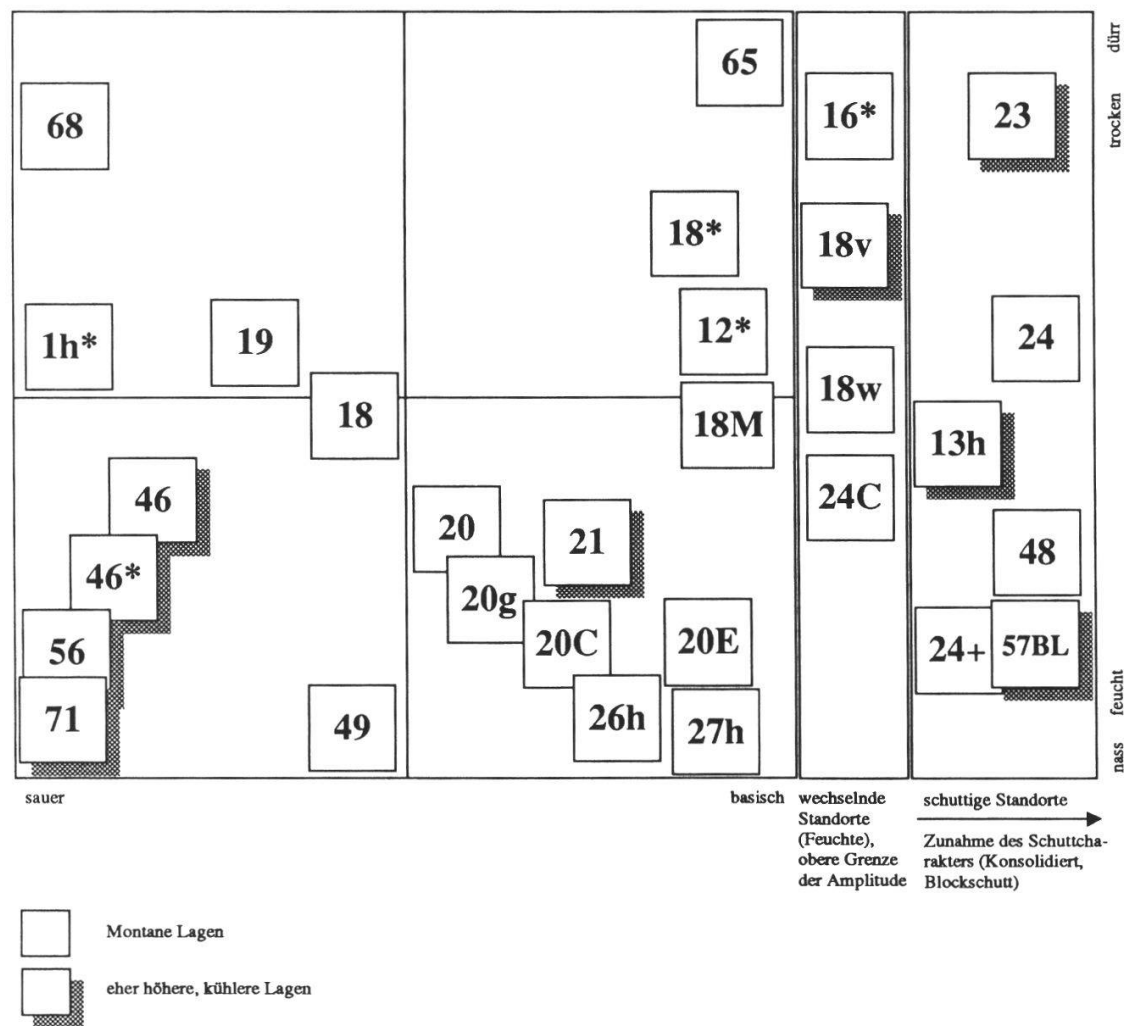 65
dürr
68
16*
23
trocken
18*
18v
1h*
19
12*
24
18
18M
18w
13h
46
20
21
24C
46*
20g
48
56
20C
20E
24+
57BL
71
49
26h
27h
feucht
nass
sauer
basisch
wechselnde
Standorte
(Feuchte),
obere Grenze
der Amplitude
schuttige Standorte
Zunahme des Schuttcha-
rakters (Konsolidiert,
Blockschutt)
Montane Lagen
eher höhere, kühlere Lagen